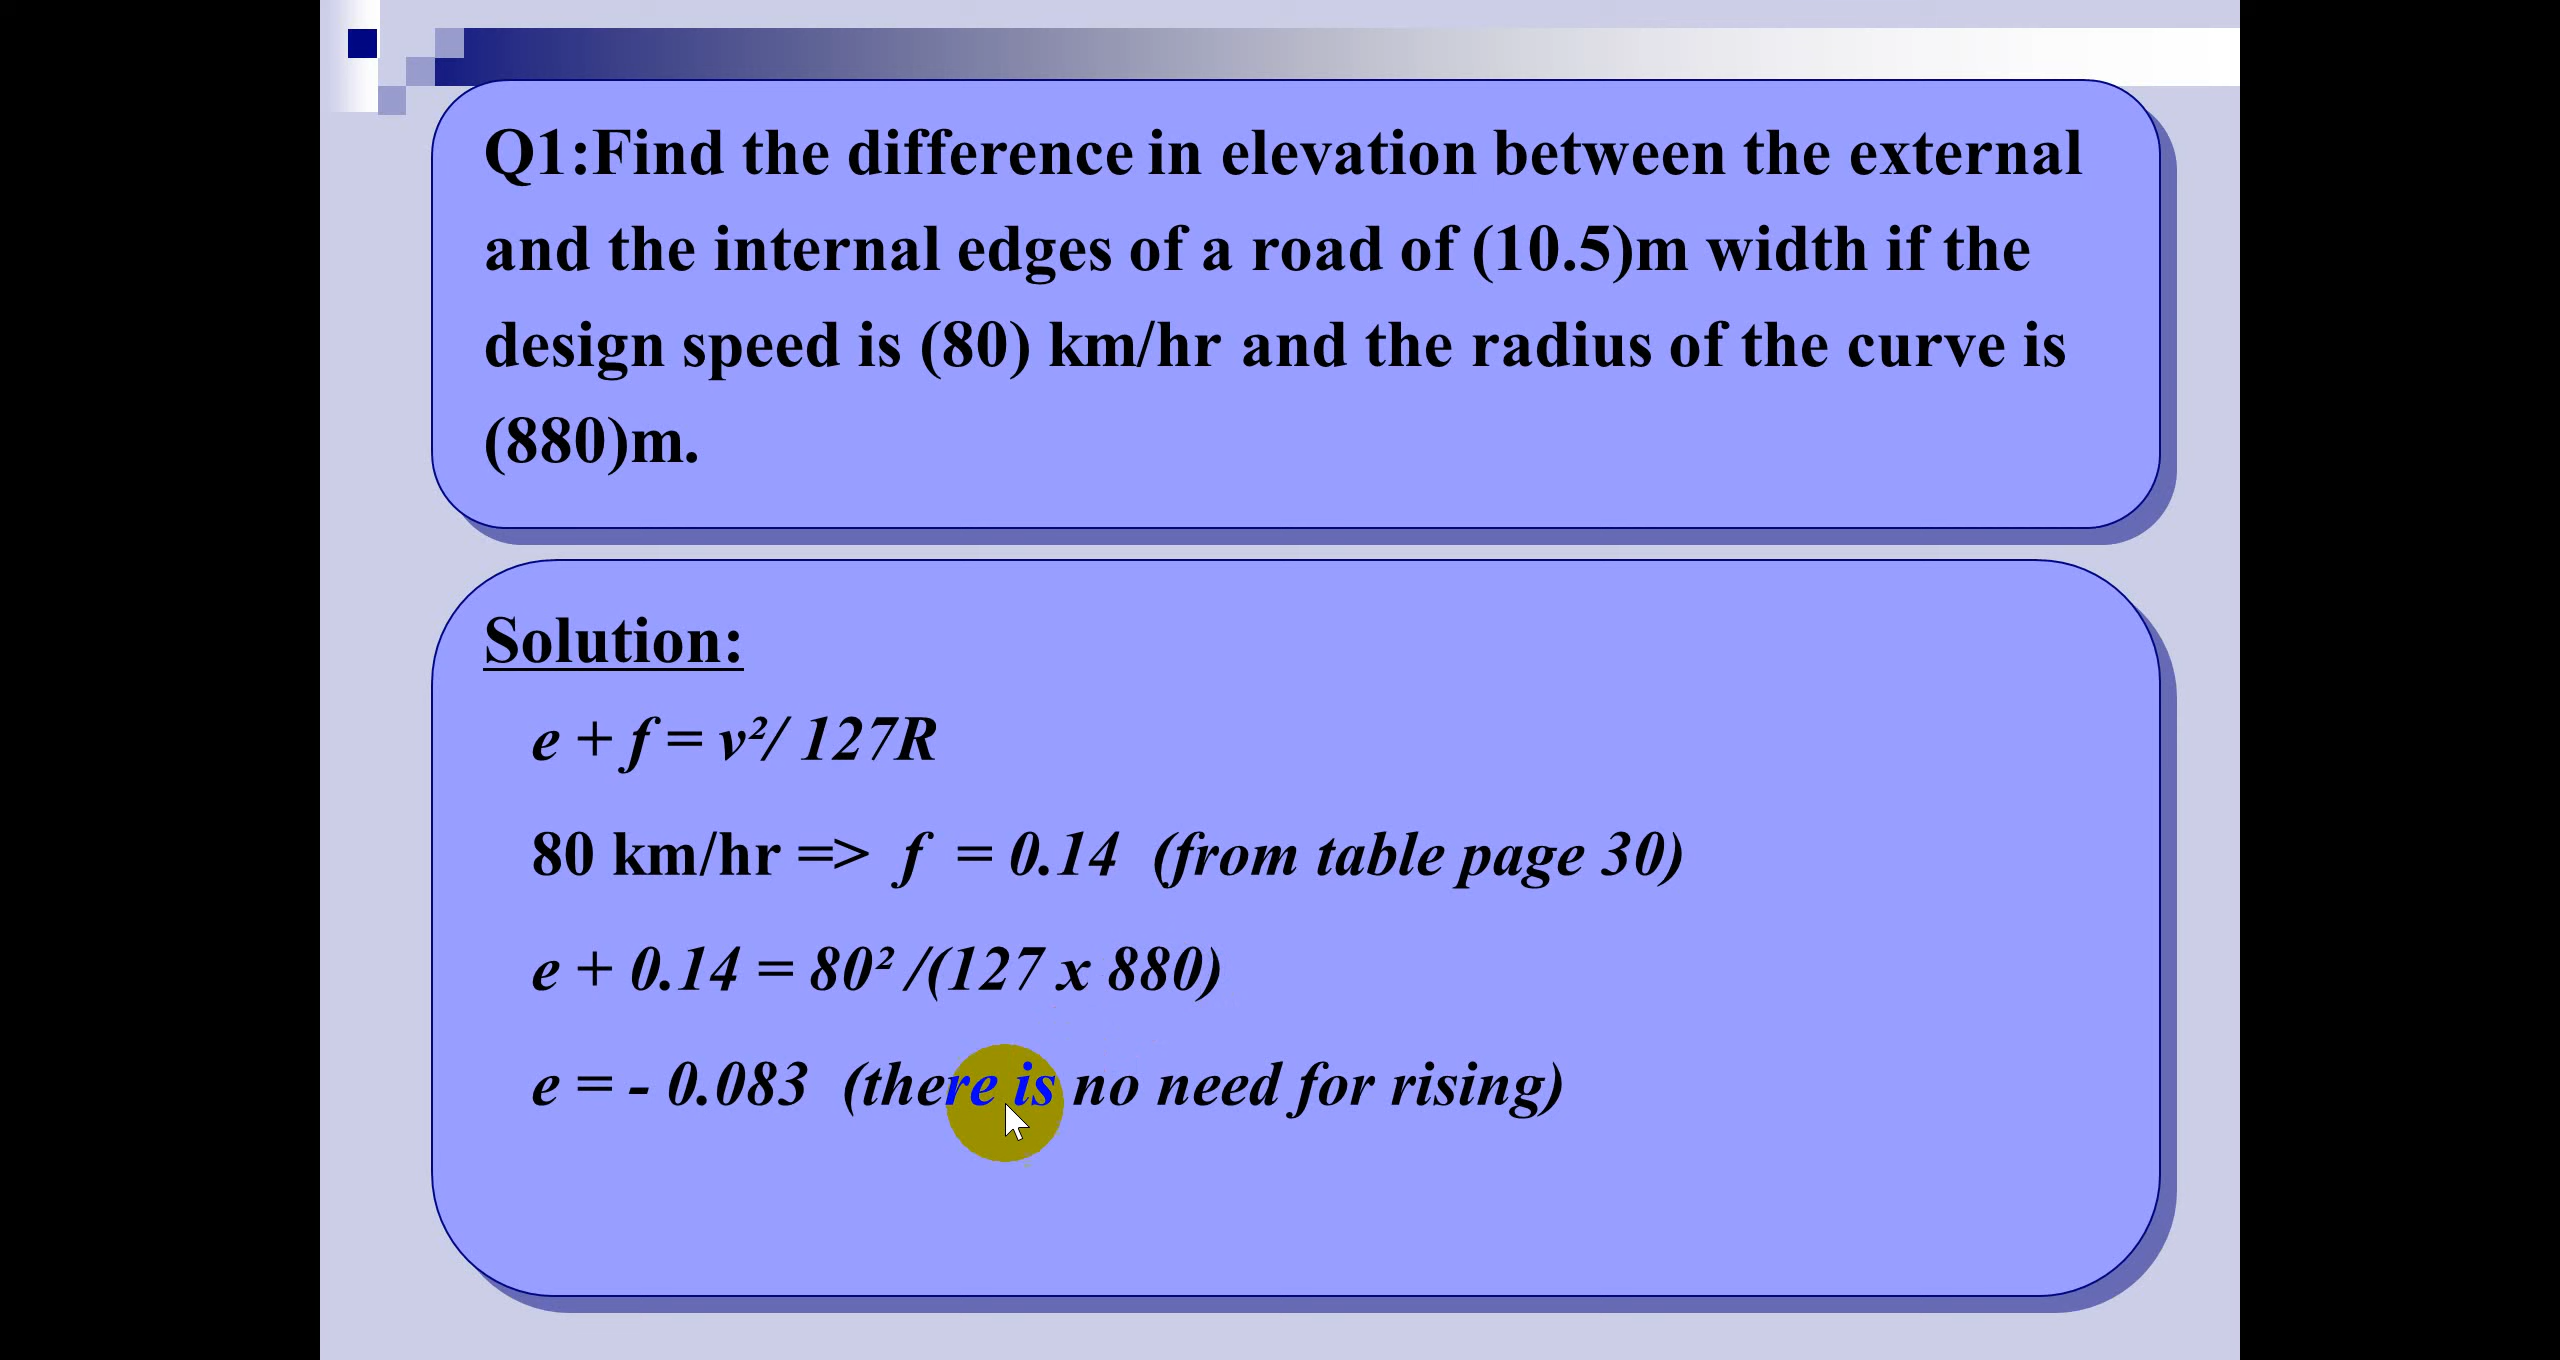 Q1:Find the difference in elevation between the external
and the internal edges of a road of (10.5)m width if the
design speed is (80) km/hr and the radius of the curve is
(880)m.
Solution:
e + f = v²/ 127R
80 km/hr => f = 0.14 (from table page 30)
e + 0.14 = 80² /(127 x 880)
e = - 0.083 (there is no need for rising)